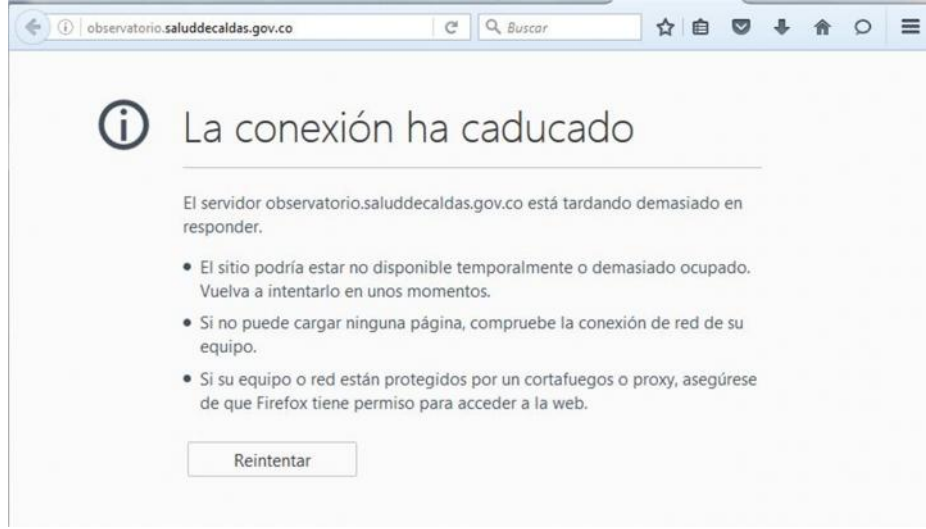 observatorio.saluddecaldas.gov.co
Buscar
La conexión ha caducado
El servidor observatorio.saluddecaldas.gov.co está tardando demasiado en
responder.
• El sitio podría estar no disponible temporalmente o demasiado ocupado.
Vuelva a intentarlo en unos momentos.
• Si no puede cargar ninguna página, compruebe la conexión de red de su
equipo.
• Si su equipo o red están protegidos por un cortafuegos o proxy, asegúrese
de que Firefox tiene permiso para acceder a la web.
Reintentar